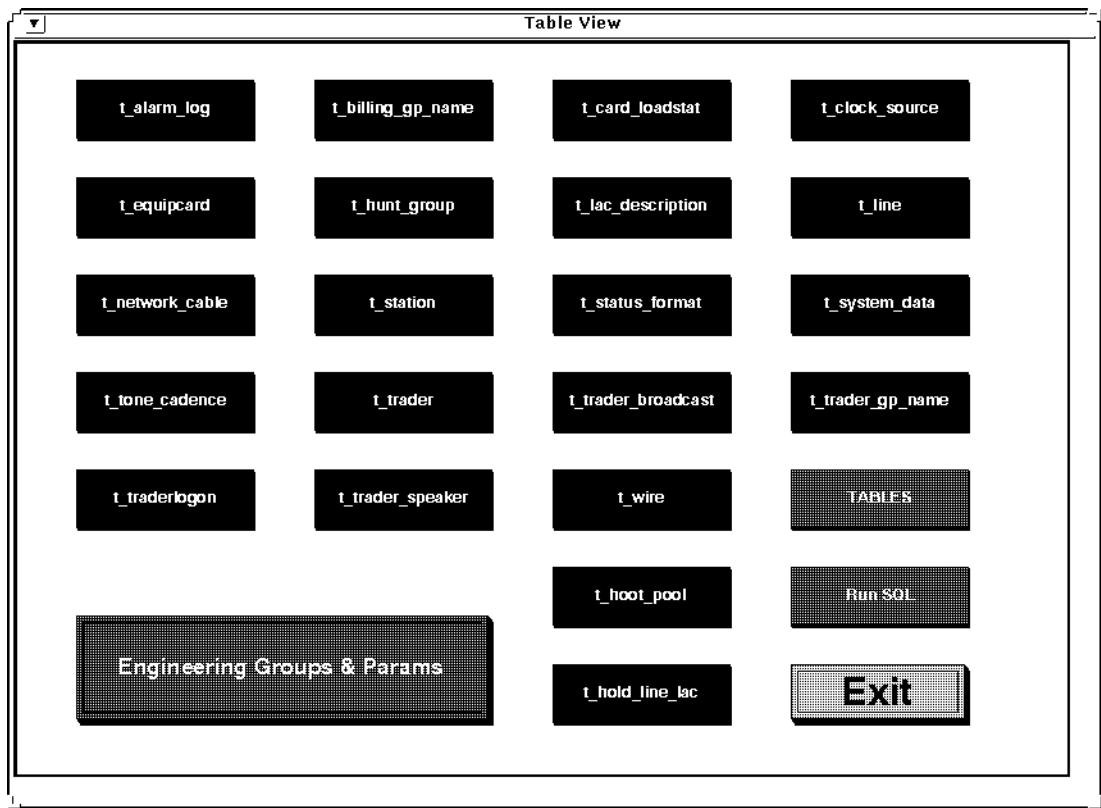 Table View
t_alarm_log
t_billing_gp_name
t_card_loadstat
t_clock_source
t_equipcard
t_hunt_group
t_lac_description
t_line
t_network_cable
t_station
t_status_format
t_system_data
t_tone_cadence
t_trader
t_trader_broadcast
t_trader_gp_name
t_traderlogon
t_trader_speaker
t_wire
TABLES
t_hoot_pool
Run SQL
Engineering Groups & Params
t_hold_line_lac
Exit